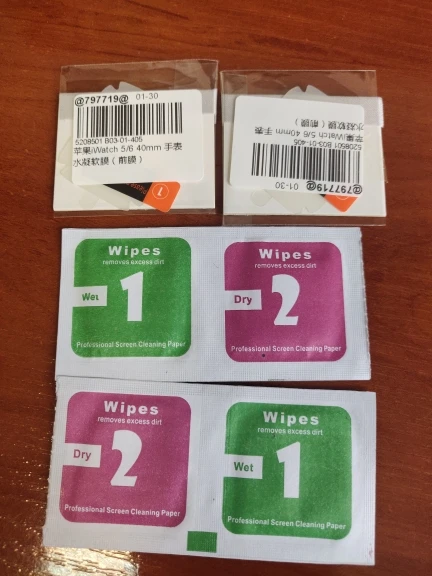 @797719@ 01-30
5208501 B03-01-405
苹果iWatch 5/6 40mm 手表
水凝软膜（前膜）
1
@797719@ 01-30
5208501 B03-01-405
苹果iWatch 5/6 40mm 手表
水凝软膜（前膜）
Wipes
removes excess dirt
Wet
1
Professional Screen Cleaning Paper
Wipes
removes excess dirt
Dry
2
Professional Screen Cleaning Paper
Wipes
removes excess dirt
Dry
2
Professional Screen Cleaning Paper
Wipes
removes excess dirt
Wet
1
Professional Screen Cleaning Paper